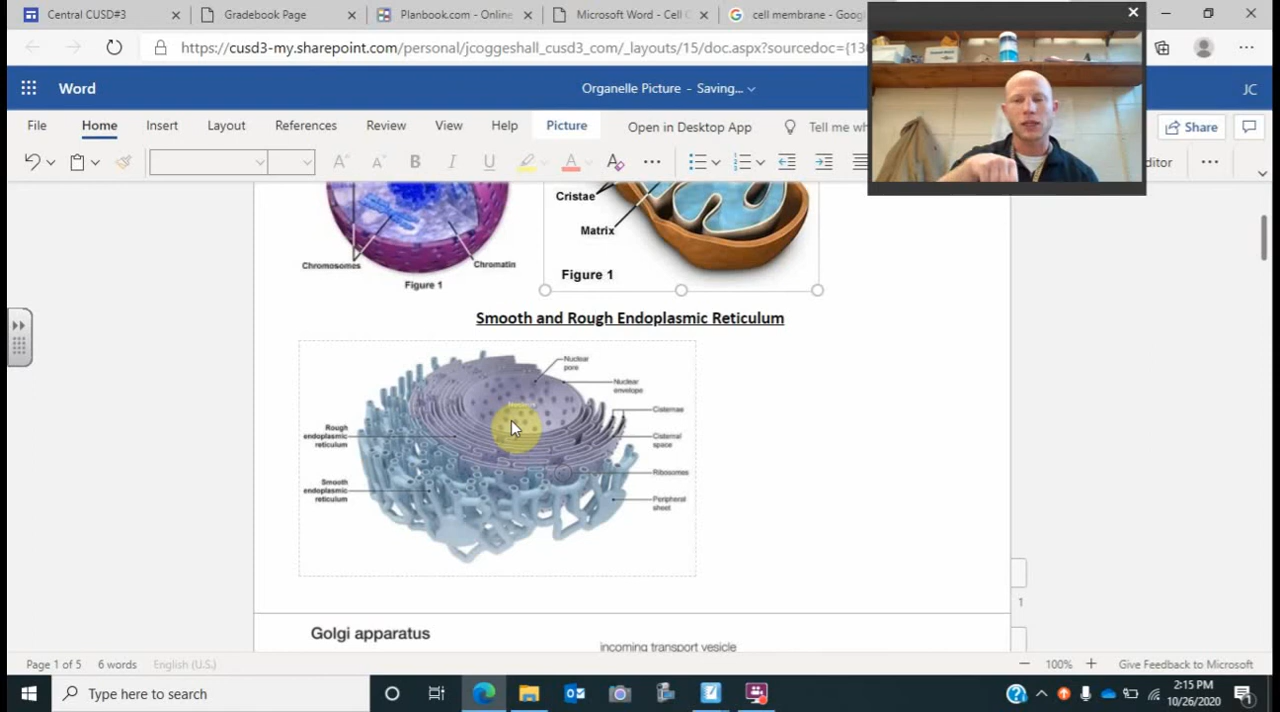 Central CUSD#3
Gradebook Page
Planbook.com - Online
Microsoft Word - Cell C
cell membrane - Goog
https://cusd3-my.sharepoint.com/personal/jcoggeshall_cusd3_com/_layouts/15/doc.aspx?sourcedoc={13
Word
Organelle Picture - Saving...
JC
File
Home
Insert
Layout
References
Review
View
Help
Picture
Open in Desktop App
Tell me wh
Share
ditor
Cristae
Matrix
Chromosomes
Chromatin
Figure 1
Figure 1
Smooth and Rough Endoplasmic Reticulum
Nuclear
pore
Nuclear
envelope
Cisternae
Rough
endoplasmic
reticulum
Cisternal
space
Ribosomes
Smooth
endoplasmic
reticulum
Peripheral
sheet
1
Golgi apparatus
incoming transport vesicle
Page 1 of 5
6 words
English (U.S.)
100%
Give Feedback to Microsoft
Type here to search
2:15 PM
10/26/2020
1